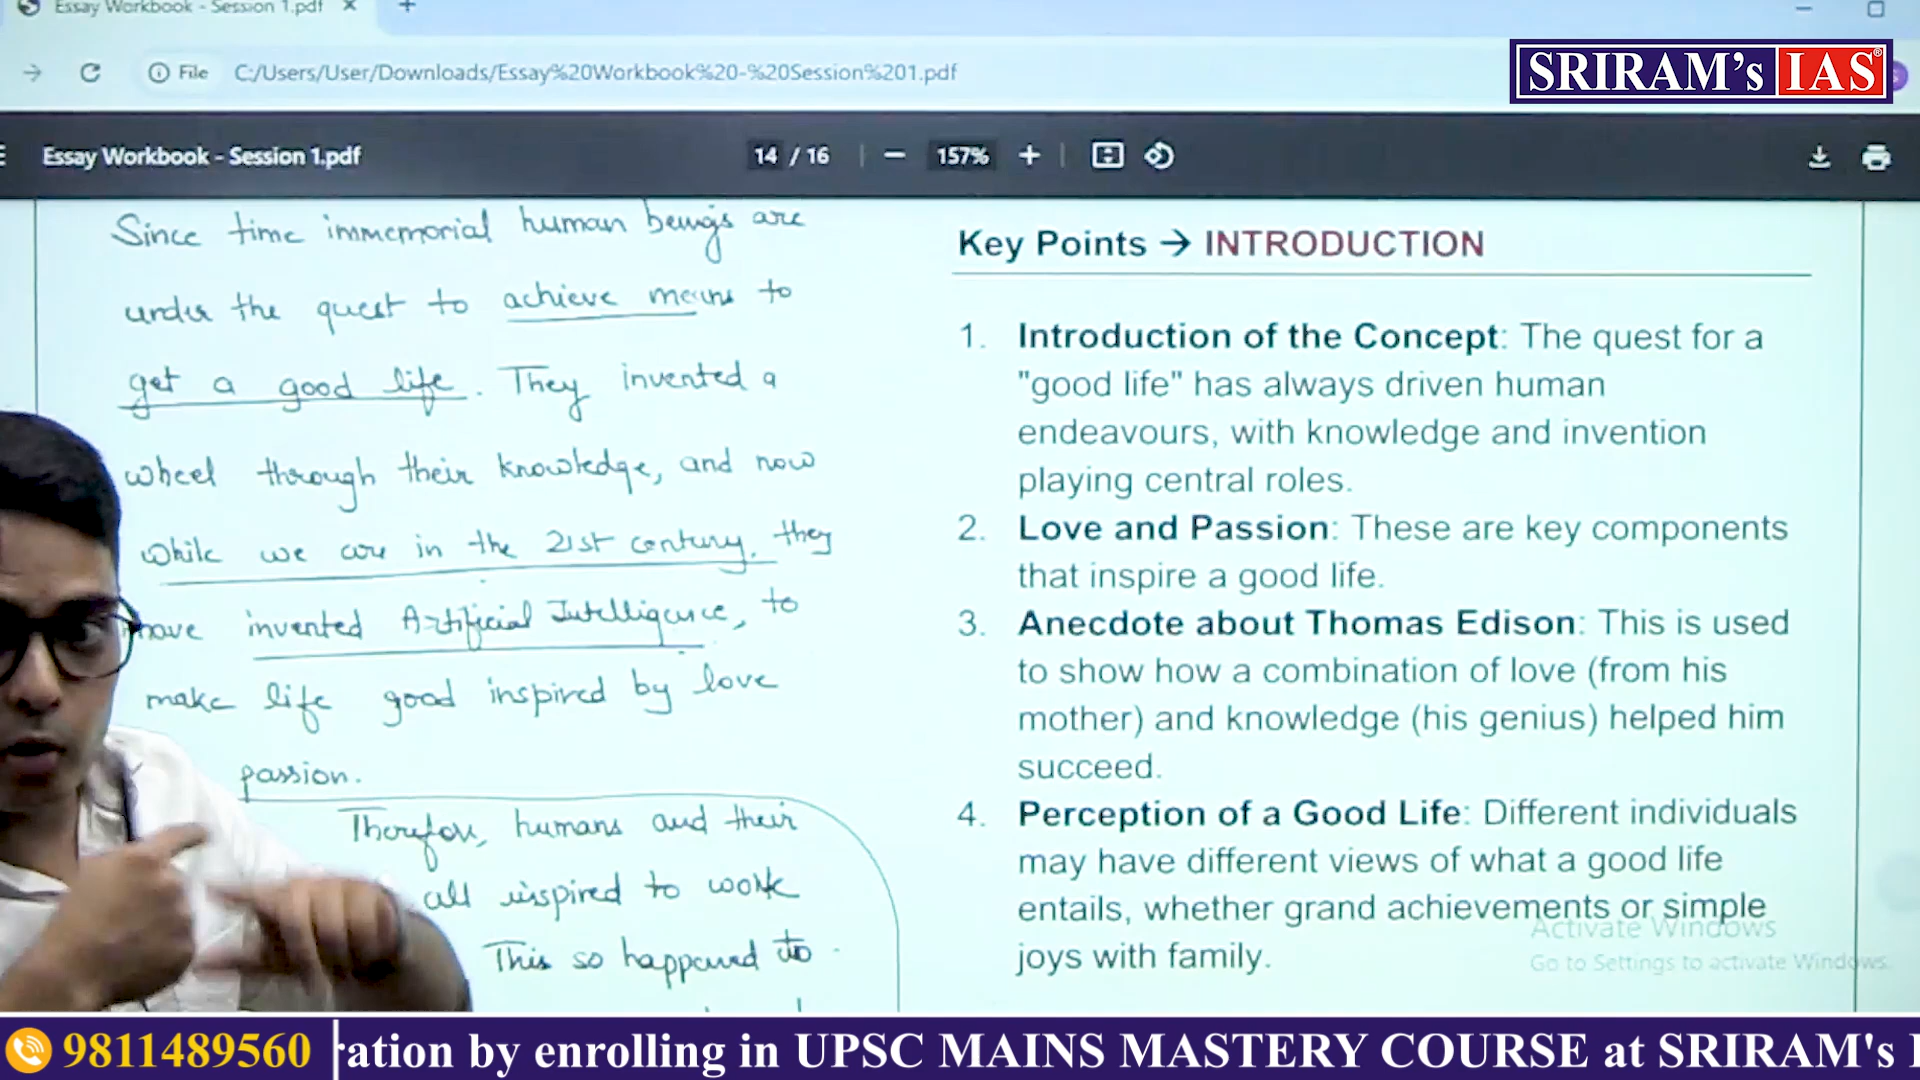 Essay Workbook - Session 1.pdf
File C:/Users/User/Downloads/Essay%20Workbook%20-%20Session%201.pdf
SRIRAM's IAS
Essay Workbook - Session 1.pdf
14 / 16
157%
Since time immemorial human beings are
under the quest to achieve means to
get a good life. They invented a
wheel through their knowledge, and now
while we are in the 21st century, they
have invented Artificial Intelligence, to
make life good inspired by love
passion.
Therefore, humans and their
all inspired to work
This so happened to
Key Points → INTRODUCTION
1. Introduction of the Concept: The quest for a
"good life" has always driven human
endeavours, with knowledge and invention
playing central roles.
2. Love and Passion: These are key components
that inspire a good life.
3. Anecdote about Thomas Edison: This is used
to show how a combination of love (from his
mother) and knowledge (his genius) helped him
succeed.
4. Perception of a Good Life: Different individuals
may have different views of what a good life
entails, whether grand achievements or simple
joys with family.
Activate Windows
Go to Settings to activate Windows.
9811489560
ration by enrolling in UPSC MAINS MASTERY COURSE at SRIRAM's